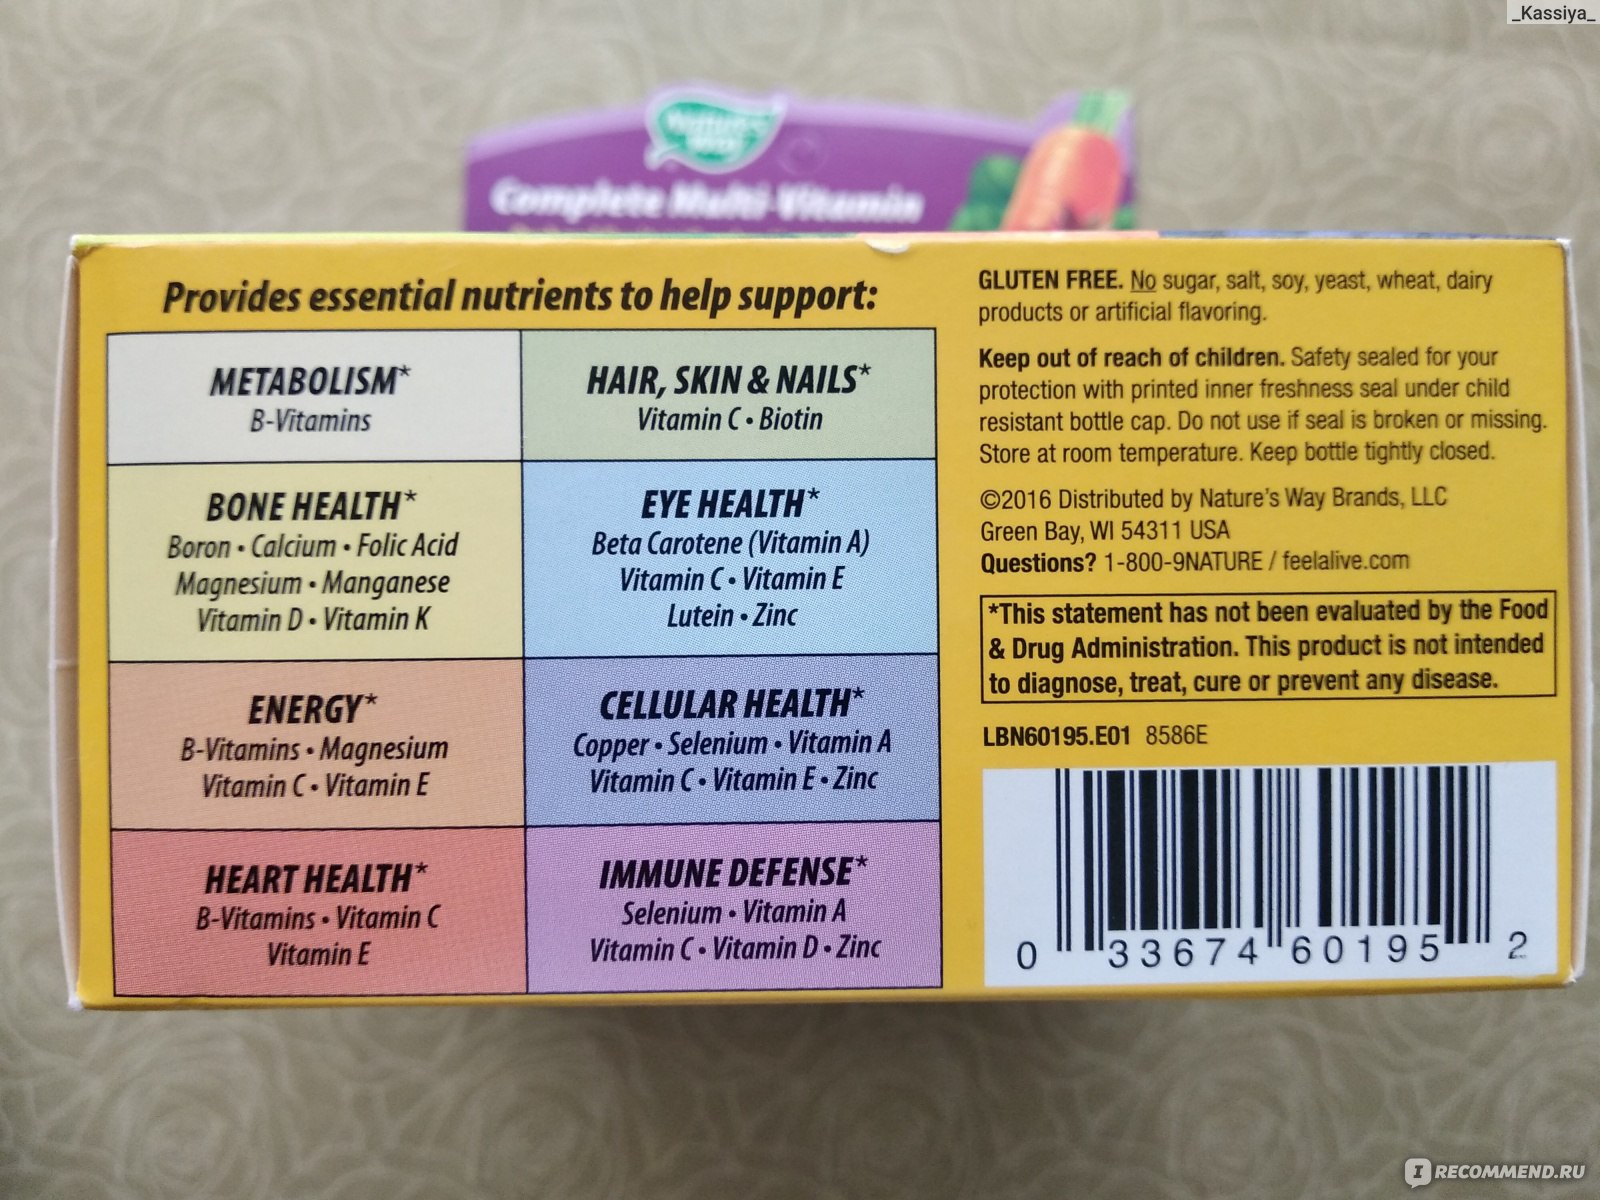 _Kassiya_
Nature's
Way
Complete Multi-Vitamin
Provides essential nutrients to help support:
METABOLISM*
B-Vitamins
HAIR, SKIN & NAILS*
Vitamin C • Biotin
BONE HEALTH*
Boron • Calcium • Folic Acid
Magnesium • Manganese
Vitamin D • Vitamin K
EYE HEALTH*
Beta Carotene (Vitamin A)
Vitamin C • Vitamin E
Lutein • Zinc
ENERGY*
B-Vitamins • Magnesium
Vitamin C • Vitamin E
CELLULAR HEALTH*
Copper • Selenium • Vitamin A
Vitamin C • Vitamin E • Zinc
HEART HEALTH*
B-Vitamins • Vitamin C
Vitamin E
IMMUNE DEFENSE*
Selenium • Vitamin A
Vitamin C • Vitamin D • Zinc
GLUTEN FREE. No sugar, salt, soy, yeast, wheat, dairy
products or artificial flavoring.
Keep out of reach of children. Safety sealed for your
protection with printed inner freshness seal under child
resistant bottle cap. Do not use if seal is broken or missing.
Store at room temperature. Keep bottle tightly closed.
©2016 Distributed by Nature's Way Brands, LLC
Green Bay, WI 54311 USA
Questions? 1-800-9NATURE / feelalive.com
*This statement has not been evaluated by the Food
& Drug Administration. This product is not intended
to diagnose, treat, cure or prevent any disease.
LBN60195.E01 8586E
0 33674 60195 2
IRECOMMEND.RU